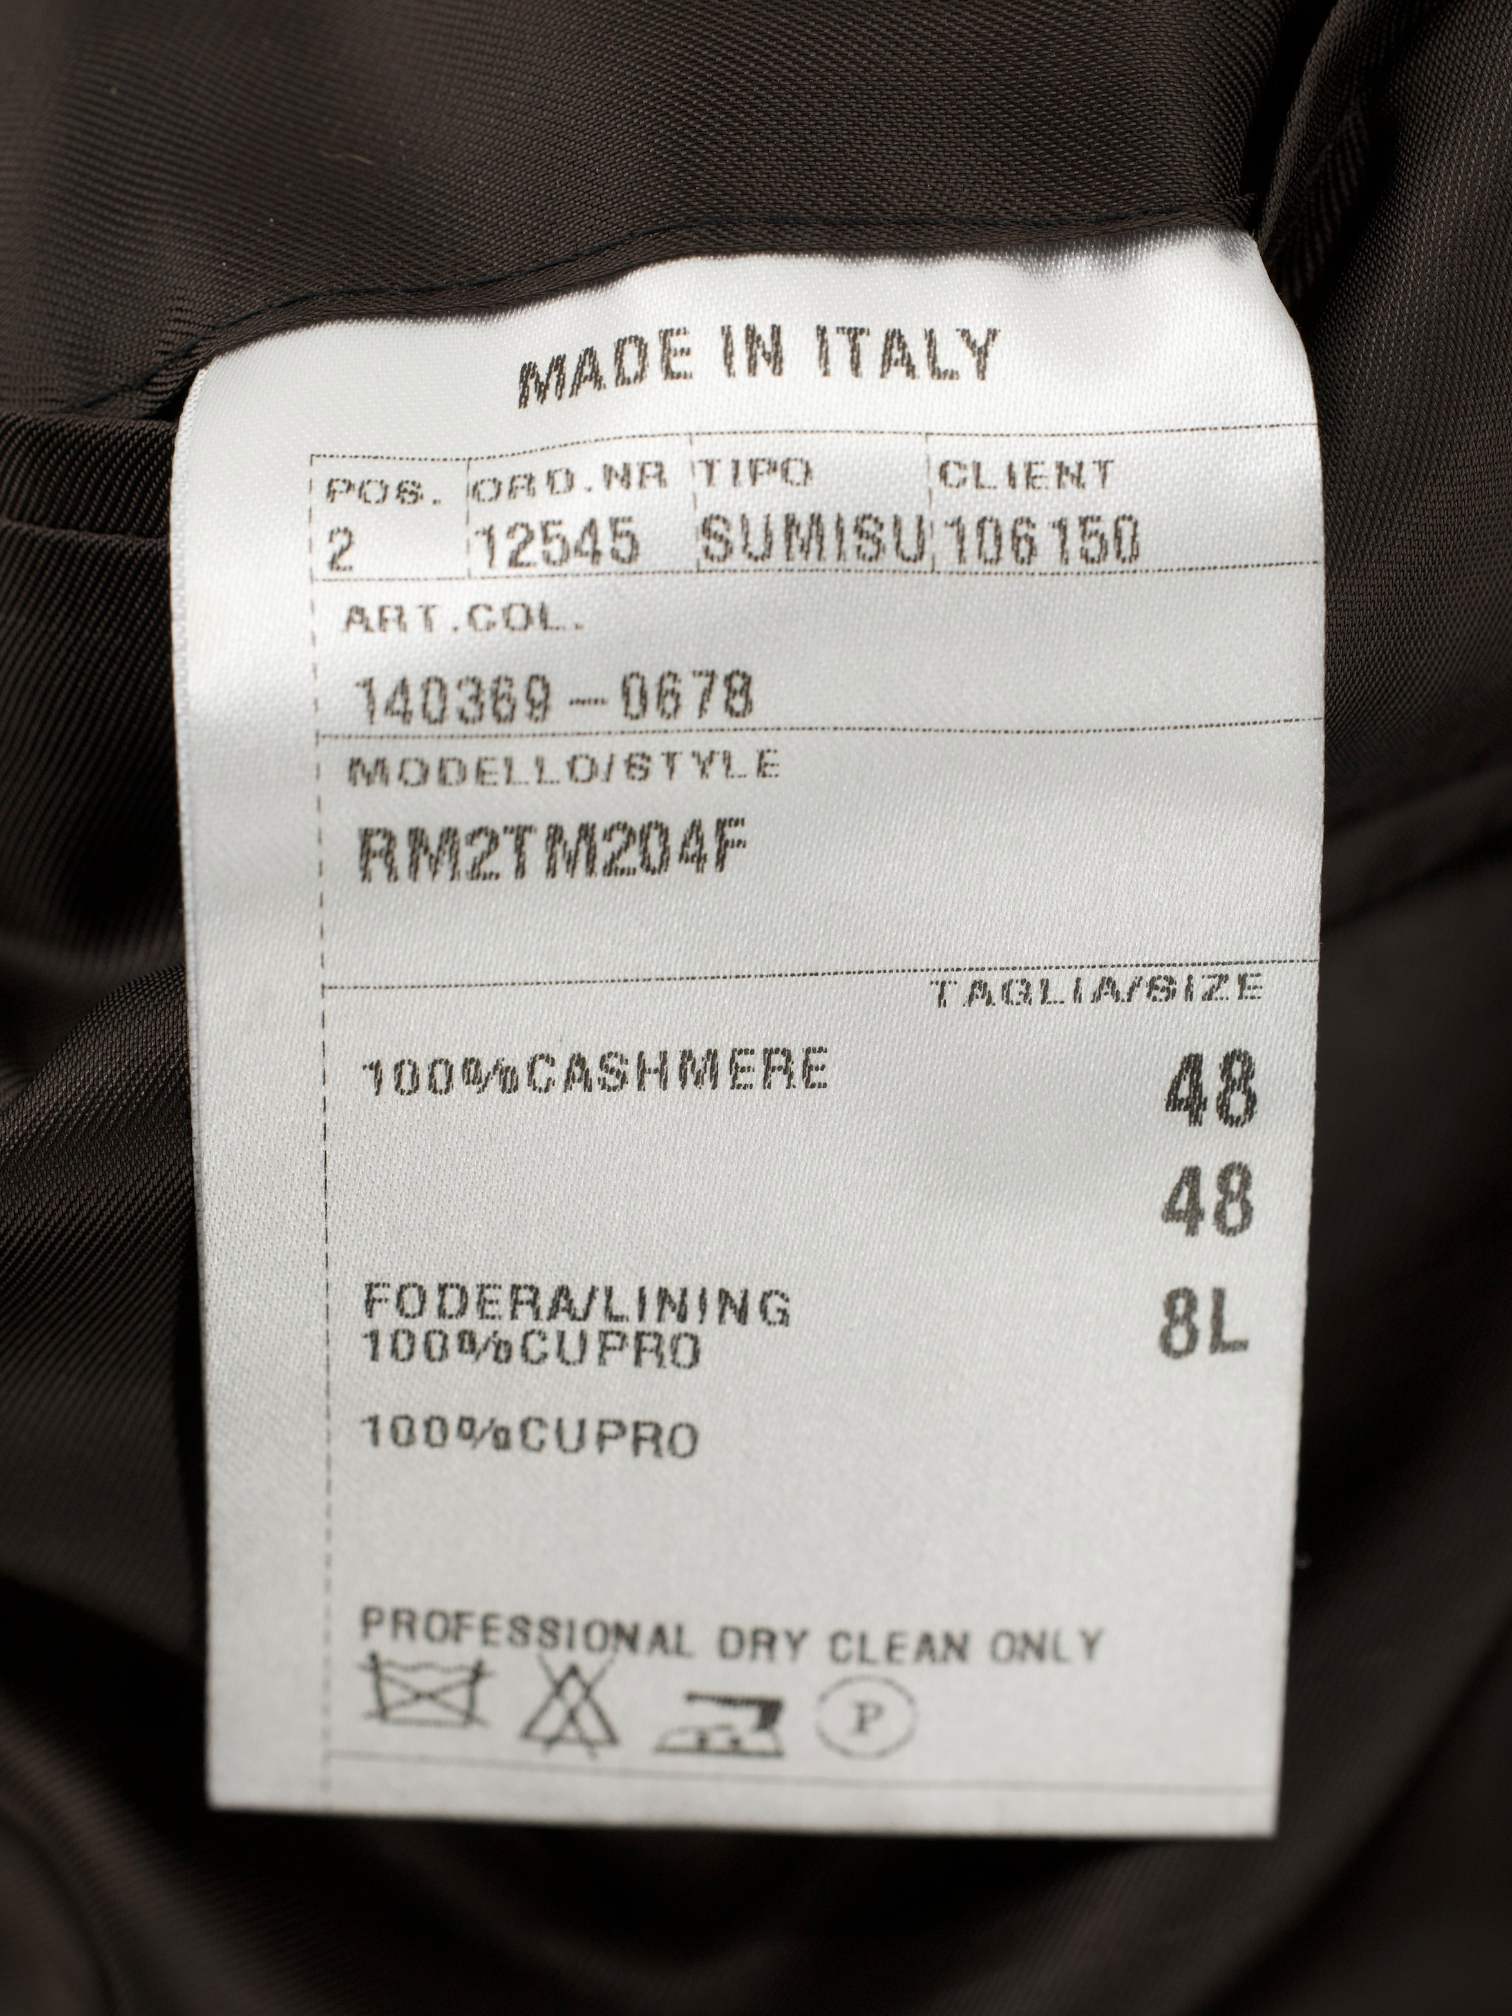 MADE IN ITALY
POS. ORD.NR TIPO CLIENT
2 12545 SUMISU 106150
ART.COL.
140369-0678
MODELLO/STYLE
RM2TM204F
TAGLIA/SIZE
100%CASHMERE 48
48
FODERA/LINING 8L
100%CUPRO
100%CUPRO
PROFESSIONAL DRY CLEAN ONLY
P